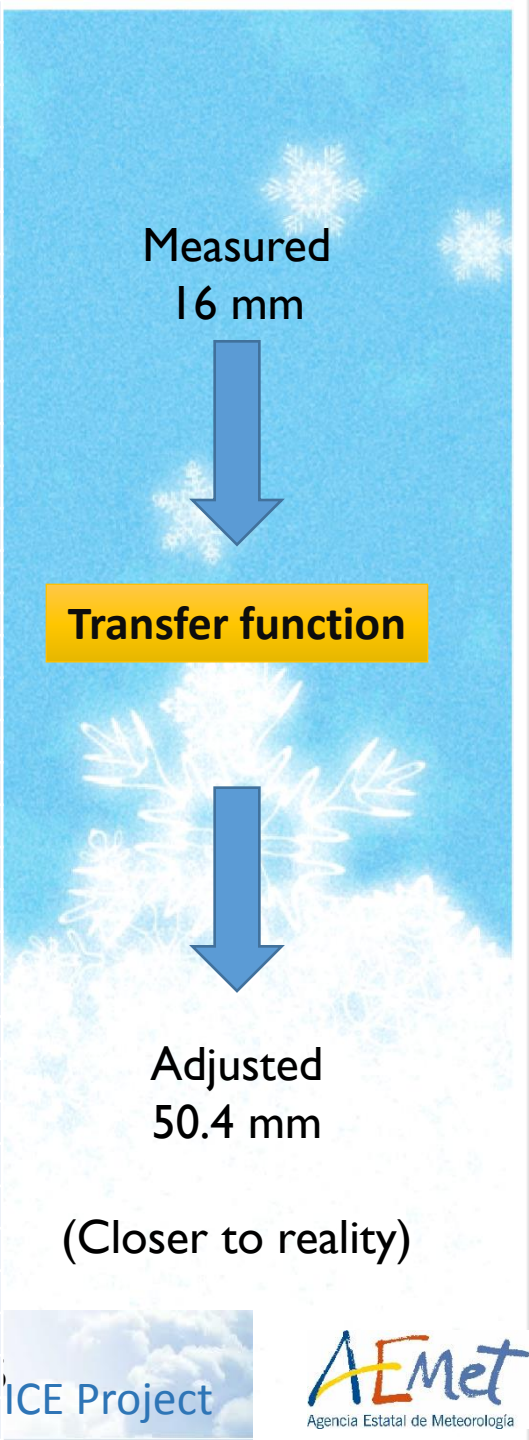 Measured
16 mm
Transfer function
Adjusted
50.4 mm
(Closer to reality)
ICE Project
AEMet
Agencia Estatal de Meteorología